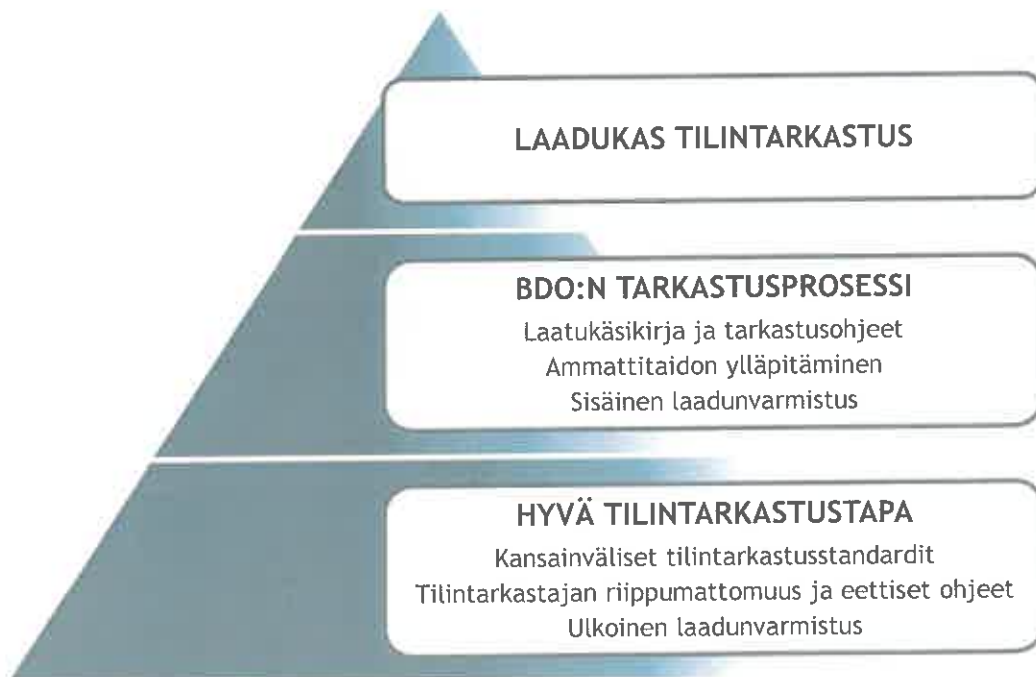 LAADUKAS TILINTARKASTUS
BDO:N TARKASTUSPROSESSI
Laatukäsikirja ja tarkastusohjeet
Ammattitaidon ylläpitäminen
Sisäinen laadunvarmistus
HYVÄ TILINTARKASTUSTAPA
Kansainväliset tilintarkastusstandardit
Tilintarkastajan riippumattomuus ja eettiset ohjeet
Ulkoinen laadunvarmistus